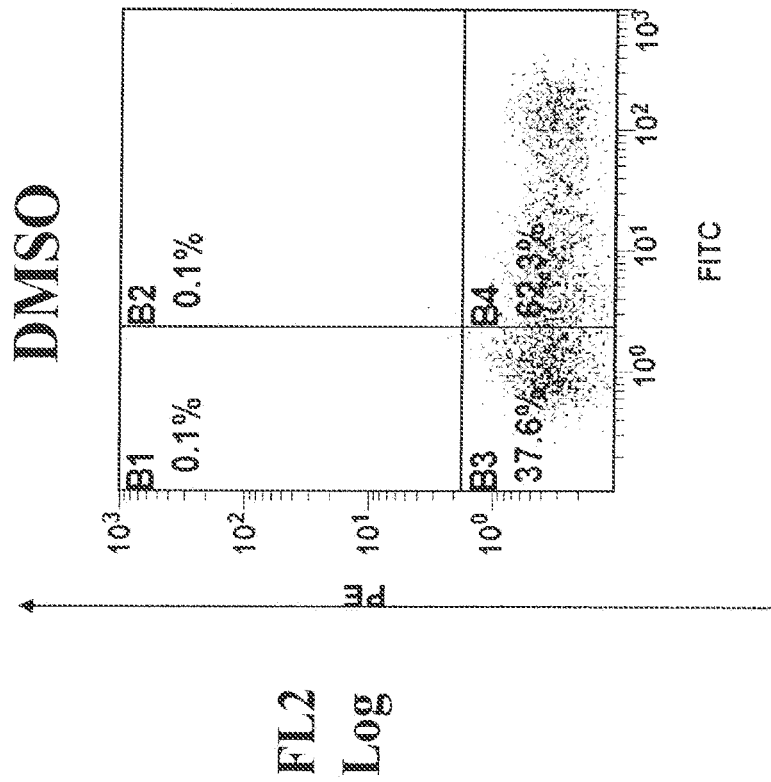 DMSO
FL2
Log
PE
10³
10²
10¹
10⁰
B1
0.1%
B2
0.1%
B3
37.6%
B4
62.3%
10⁰
10¹
10²
10³
FITC